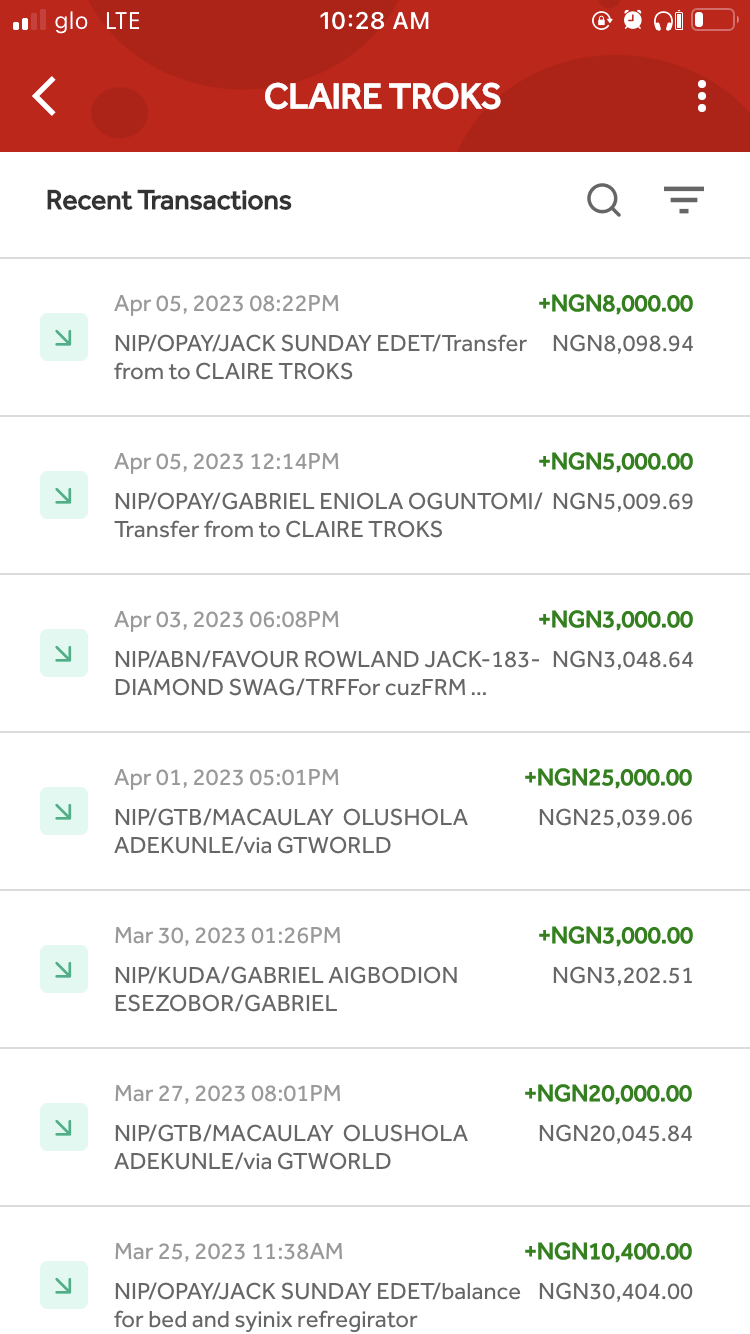 glo LTE 10:28 AM
CLAIRE TROKS
Recent Transactions
Apr 05, 2023 08:22PM +NGN8,000.00
NIP/OPAY/JACK SUNDAY EDET/Transfer NGN8,098.94
from to CLAIRE TROKS
Apr 05, 2023 12:14PM +NGN5,000.00
NIP/OPAY/GABRIEL ENIOLA OGUNTOMI/ NGN5,009.69
Transfer from to CLAIRE TROKS
Apr 03, 2023 06:08PM +NGN3,000.00
NIP/ABN/FAVOUR ROWLAND JACK-183- NGN3,048.64
DIAMOND SWAG/TRFFor cuzFRM ...
Apr 01, 2023 05:01PM +NGN25,000.00
NIP/GTB/MACAULAY OLUSHOLA NGN25,039.06
ADEKUNLE/via GTWORLD
Mar 30, 2023 01:26PM +NGN3,000.00
NIP/KUDA/GABRIEL AIGBODION NGN3,202.51
ESEZOBOR/GABRIEL
Mar 27, 2023 08:01PM +NGN20,000.00
NIP/GTB/MACAULAY OLUSHOLA NGN20,045.84
ADEKUNLE/via GTWORLD
Mar 25, 2023 11:38AM +NGN10,400.00
NIP/OPAY/JACK SUNDAY EDET/balance NGN30,404.00
for bed and syinix refregirator